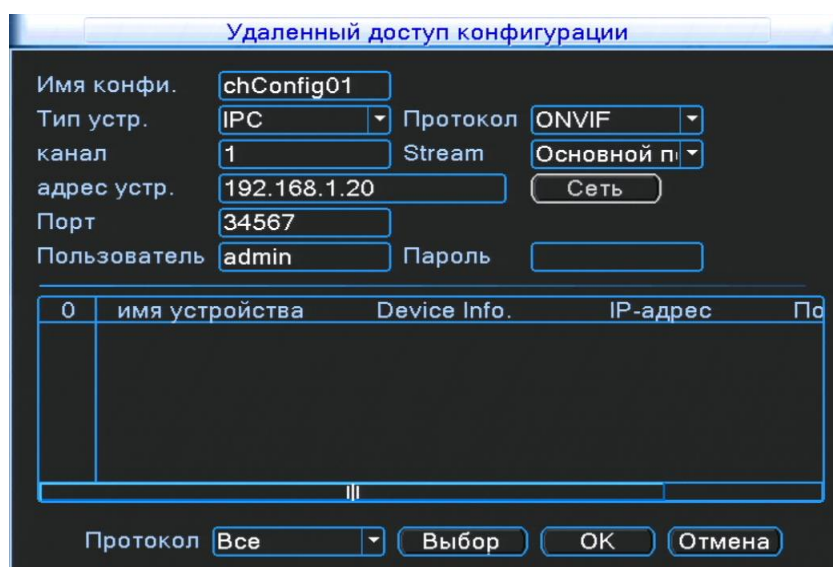 Удаленный доступ конфигурации
Имя конфи. chConfig01
Тип устр. IPC Протокол ONVIF
канал 1 Stream Основной п
адрес устр. 192.168.1.20 Сеть
Порт 34567
Пользователь admin Пароль
0 имя устройства Device Info. IP-адрес По
Протокол Все Выбор OK Отмена